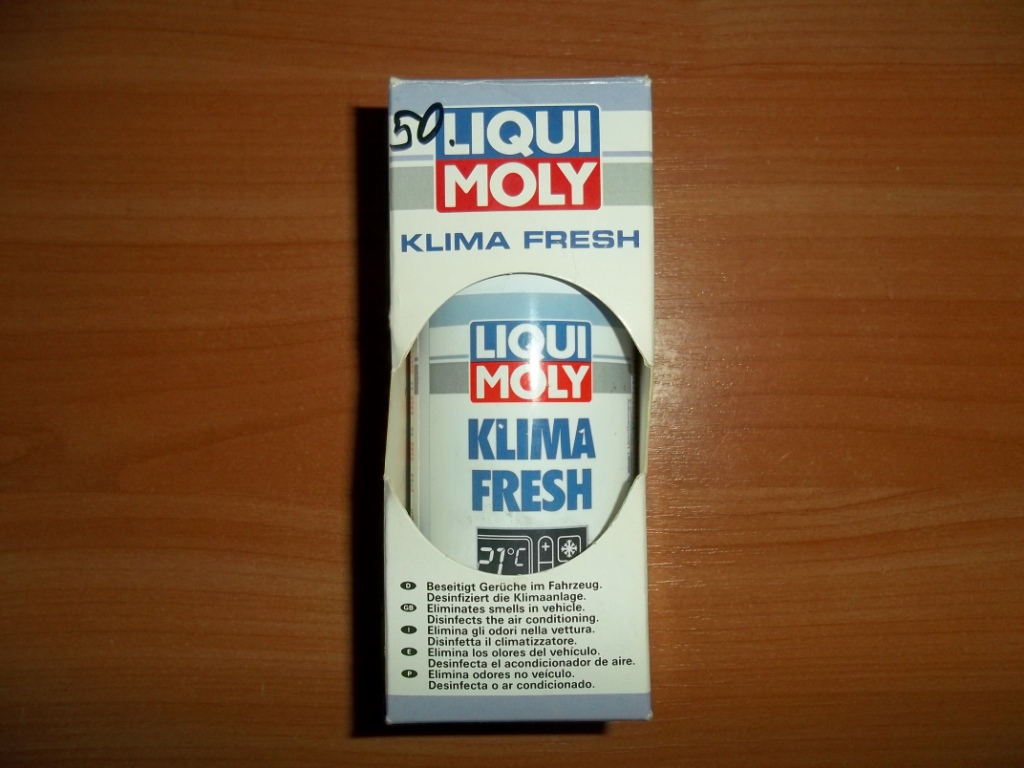 50.
LIQUI
MOLY
KLIMA FRESH
LIQUI
MOLY
KLIMA
FRESH
21°C +
D Beseitigt Gerüche im Fahrzeug.
Desinfiziert die Klimaanlage.
GB Eliminates smells in vehicle.
Disinfects the air conditioning.
I Elimina gli odori nella vettura.
Disinfetta il climatizzatore.
E Elimina los olores del vehículo.
Desinfecta el acondicionador de aire.
P Elimina odores no veículo.
Desinfecta o ar condicionado.